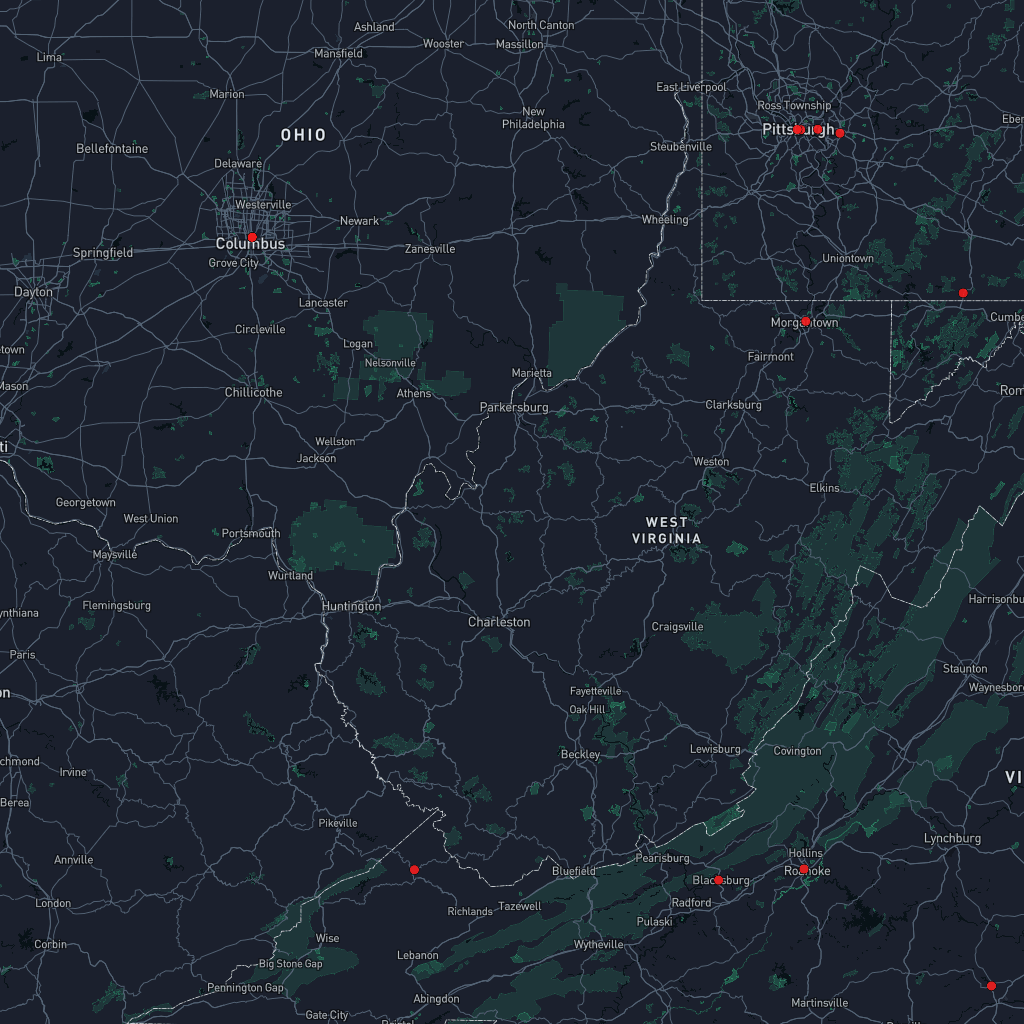 Ashland
North Canton
Wooster
Massillon
Mansfield
Lima
East Liverpool
Marion
Ross Township
New
Philadelphia
Pittsburgh
OHIO
Bellefontaine
Steubenville
Delaware
Westerville
Newark
Wheeling
Columbus
Zanesville
Springfield
Grove City
Uniontown
Dayton
Lancaster
Circleville
Morgantown
Logan
Nelsonville
Fairmont
Marietta
Mason
Chillicothe
Athens
Parkersburg
Clarksburg
Wellston
Jackson
Weston
Elkins
Georgetown
West Union
WEST
VIRGINIA
Portsmouth
Maysville
Wurtland
Flemingsburg
Huntington
Charleston
Craigsville
Paris
Staunton
Fayetteville
Oak Hill
Lewisburg
Covington
Beckley
Irvine
Berea
Pikeville
Lynchburg
Hollins
Annville
Pearisburg
Bluefield
Roanoke
Blacksburg
London
Richlands
Tazewell
Radford
Pulaski
Wise
Corbin
Wytheville
Lebanon
Big Stone Gap
Pennington Gap
Abingdon
Martinsville
Gate City